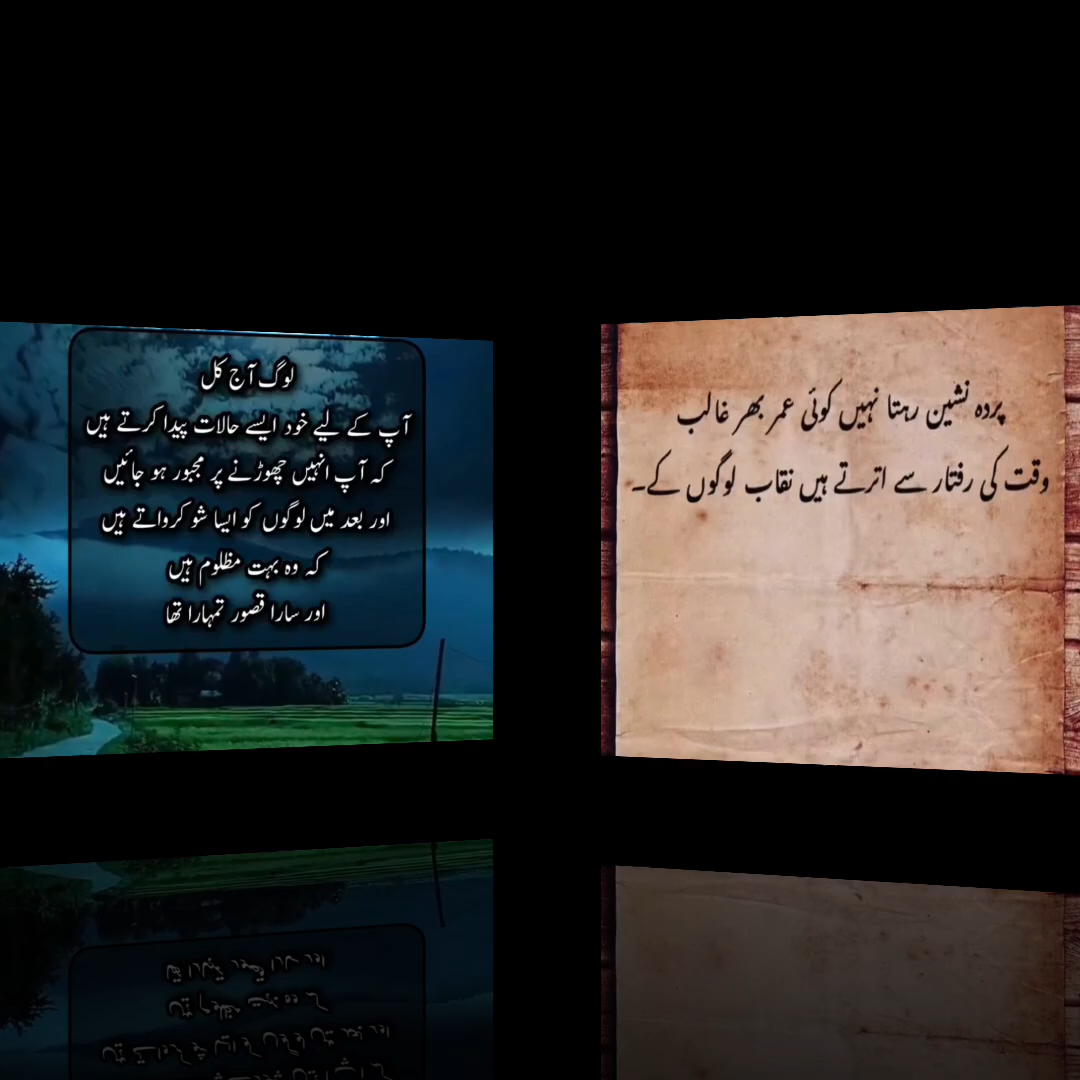 لوگ آج کل
آپ کے لیے خود ایسے حالات پیدا کرتے ہیں
کہ آپ انہیں چھوڑنے پر مجبور ہو جائیں
اور بعد میں لوگوں کو ایسا شو کرواتے ہیں
کہ وہ بہت مظلوم ہیں
اور سارا قصور تمہارا تھا
پردہ نشین رہتا نہیں کوئی عمر بھر غالب
وقت کی رفتار سے اترتے ہیں نقاب لوگوں کے۔